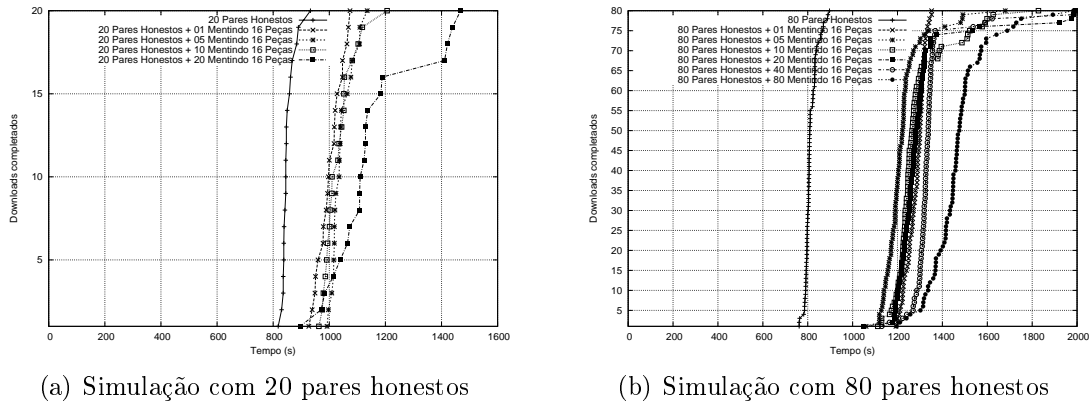 20 Pares Honestos
20 Pares Honestos + 01 Mentindo 16 Peças
20 Pares Honestos + 05 Mentindo 16 Peças
20 Pares Honestos + 10 Mentindo 16 Peças
20 Pares Honestos + 20 Mentindo 16 Peças
20
15
10
5
Downloads completados
0 200 400 600 800 1000 1200 1400 1600
Tempo (s)
(a) Simulação com 20 pares honestos
80 Pares Honestos
80 Pares Honestos + 01 Mentindo 16 Peças
80 Pares Honestos + 05 Mentindo 16 Peças
80 Pares Honestos + 10 Mentindo 16 Peças
80 Pares Honestos + 20 Mentindo 16 Peças
80 Pares Honestos + 40 Mentindo 16 Peças
80 Pares Honestos + 80 Mentindo 16 Peças
80
75
70
65
60
55
50
45
40
35
30
25
20
15
10
5
Downloads completados
0 200 400 600 800 1000 1200 1400 1600 1800 2000
Tempo (s)
(b) Simulação com 80 pares honestos